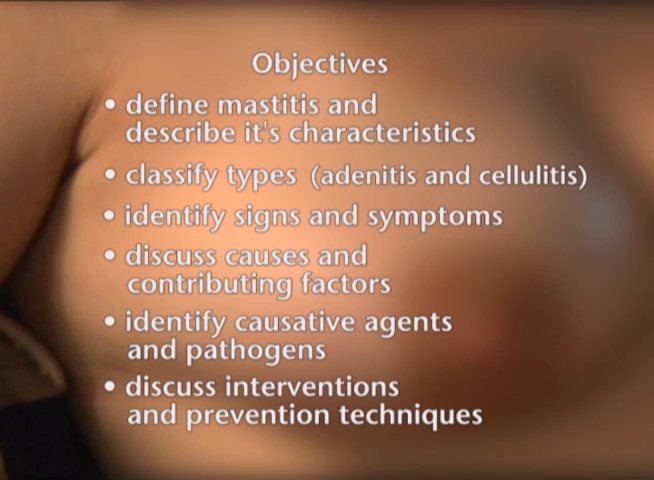 Objectives
• define mastitis and
describe it's characteristics
• classify types (adenitis and cellulitis)
• identify signs and symptoms
• discuss causes and
contributing factors
• identify causative agents
and pathogens
• discuss interventions
and prevention techniques